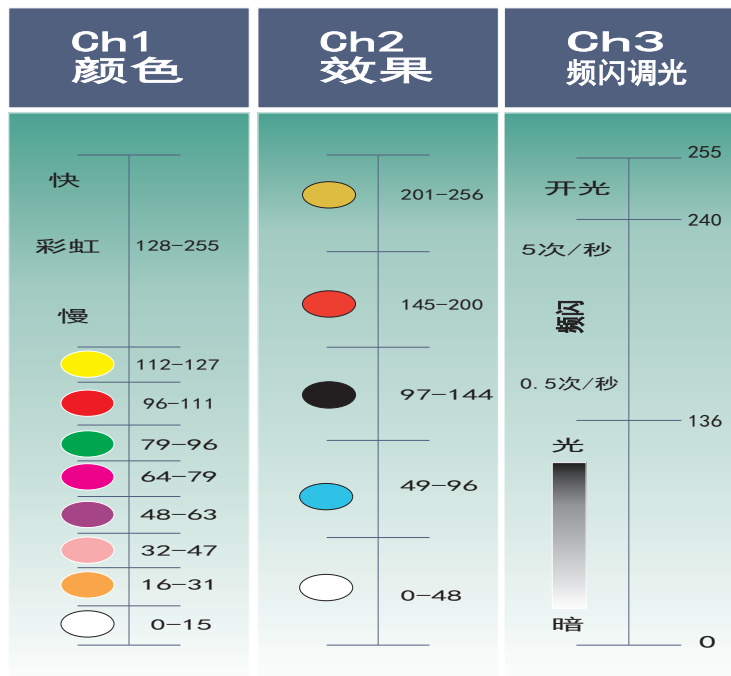 Ch1
颜色
快
彩虹
128-255
慢
112-127
96-111
79-96
64-79
48-63
32-47
16-31
0-15
Ch2
效果
201-256
145-200
97-144
49-96
0-48
Ch3
频闪调光
255
开光
240
5次/秒
频闪
0.5次/秒
136
光
暗
0